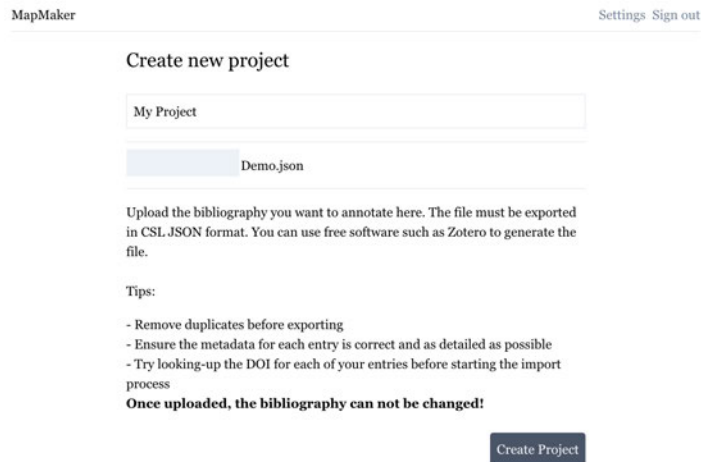 MapMaker
Settings Sign out
Create new project
My Project
Demo.json
Upload the bibliography you want to annotate here. The file must be exported
in CSL JSON format. You can use free software such as Zotero to generate the
file.
Tips:
- Remove duplicates before exporting
- Ensure the metadata for each entry is correct and as detailed as possible
- Try looking-up the DOI for each of your entries before starting the import
process
Once uploaded, the bibliography can not be changed!
Create Project